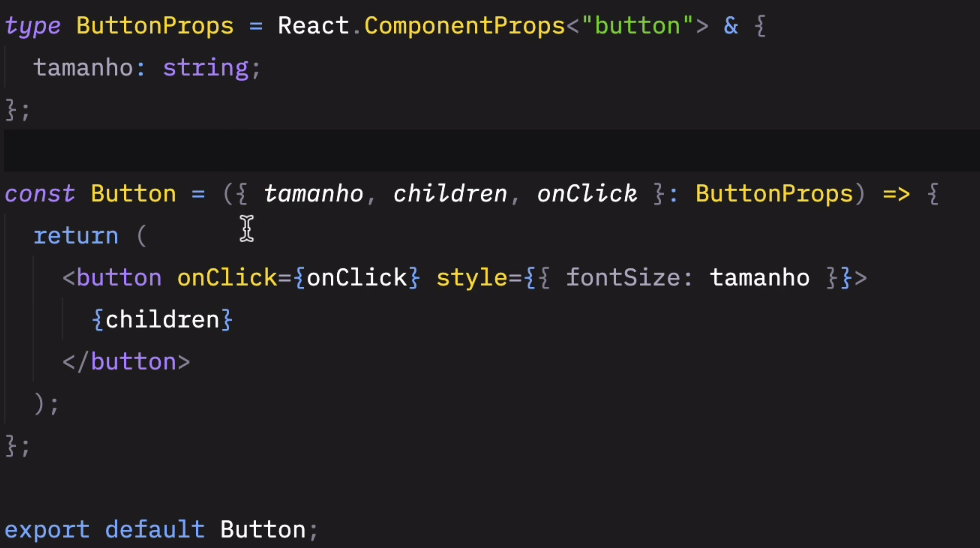 type ButtonProps = React.ComponentProps<"button"> & {
  tamanho: string;
};
const Button = ({ tamanho, children, onClick }: ButtonProps) => {
  return (
    <button onClick={onClick} style={{ fontSize: tamanho }}>
      {children}
    </button>
  );
};
export default Button;